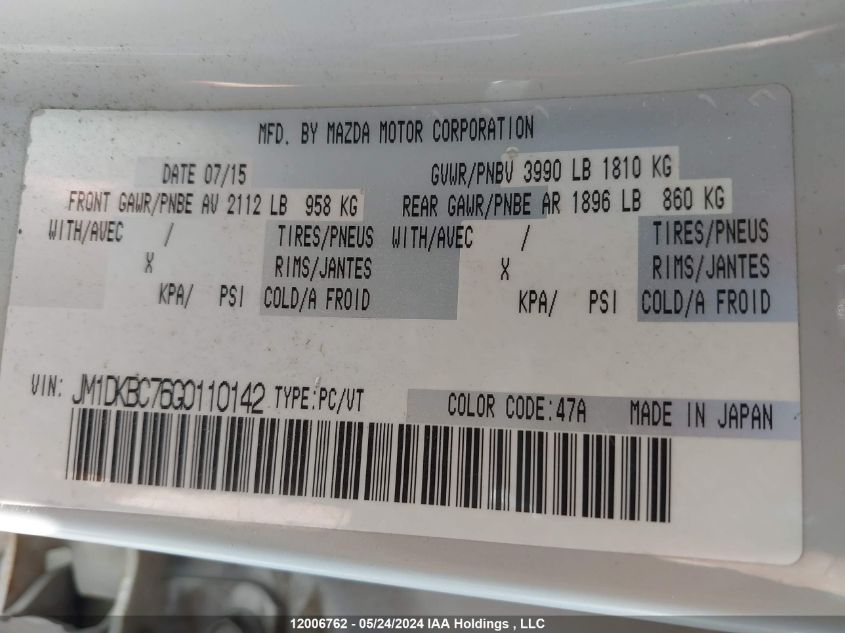 MFD. BY MAZDA MOTOR CORPORATION
DATE 07/15 GVWR/PNBV 3990 LB 1810 KG
FRONT GAWR/PNBE AV 2112 LB 958 KG REAR GAWR/PNBE AR 1896 LB 860 KG
WITH/AVEC / TIRES/PNEUS WITH/AVEC / TIRES/PNEUS
X RIMS/JANTES X RIMS/JANTES
KPA/ PSI COLD/A FROID KPA/ PSI COLD/A FROID
VIN: JM1DKBC76G0110142 TYPE:PC/VT COLOR CODE:47A MADE IN JAPAN
12006762 - 05/24/2024 IAA Holdings , LLC